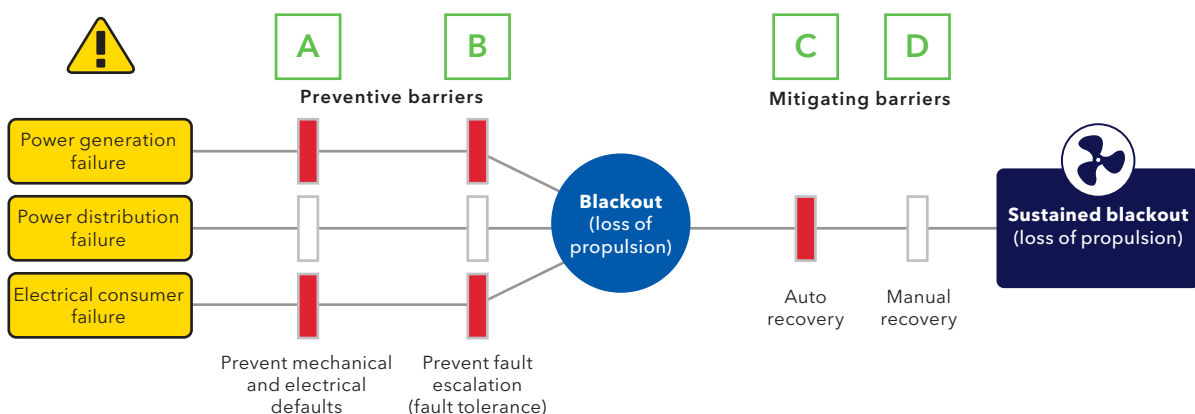 A
B
C
D
Preventive barriers
Mitigating barriers
Power generation
failure
Power distribution
failure
Electrical consumer
failure
Blackout
(loss of
propulsion)
Sustained blackout
(loss of propulsion)
Auto
recovery
Manual
recovery
Prevent mechanical
and electrical
defaults
Prevent fault
escalation
(fault tolerance)